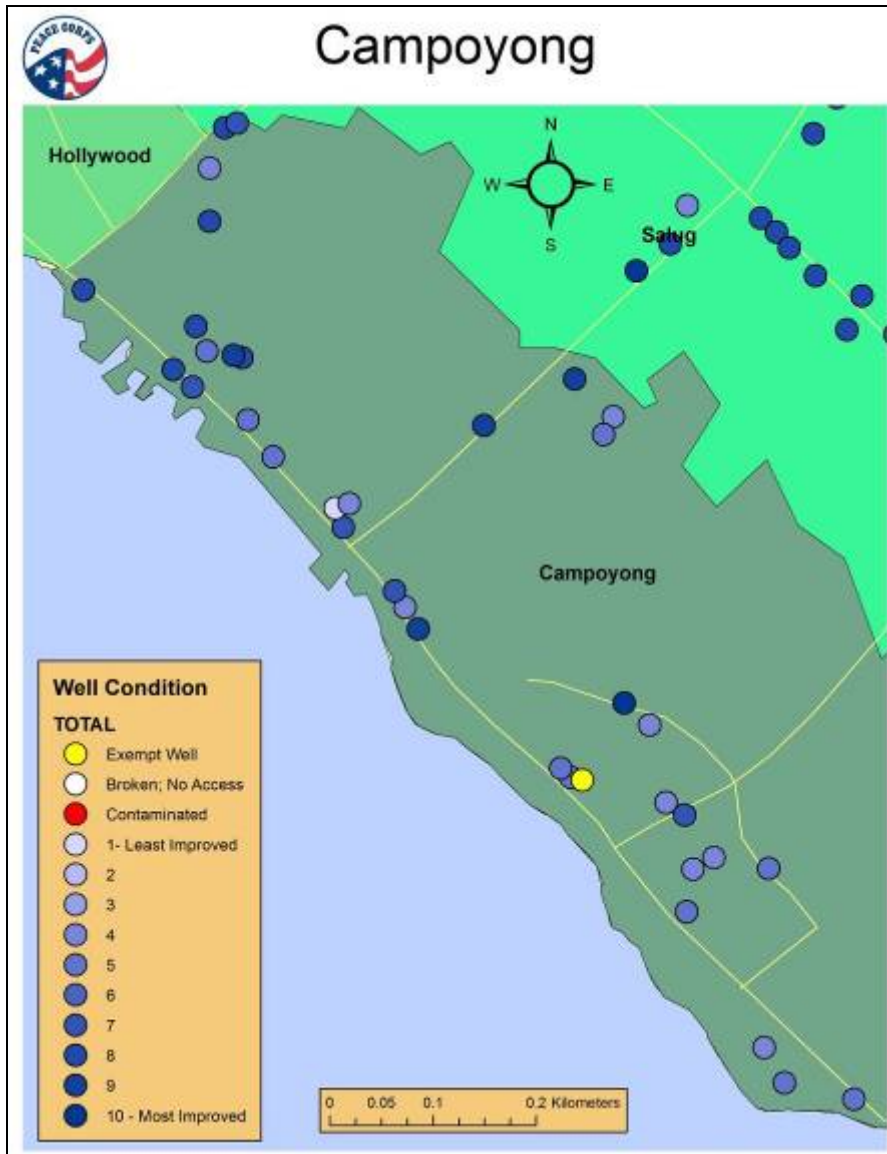 PEACE CORPS
Campoyong
Hollywood
N
W
E
S
Salug
Campoyong
Well Condition
TOTAL
Exempt Well
Broken; No Access
Contaminated
1- Least Improved
2
3
4
5
6
7
8
9
10 - Most Improved
0 0.05 0.1 0.2 Kilometers